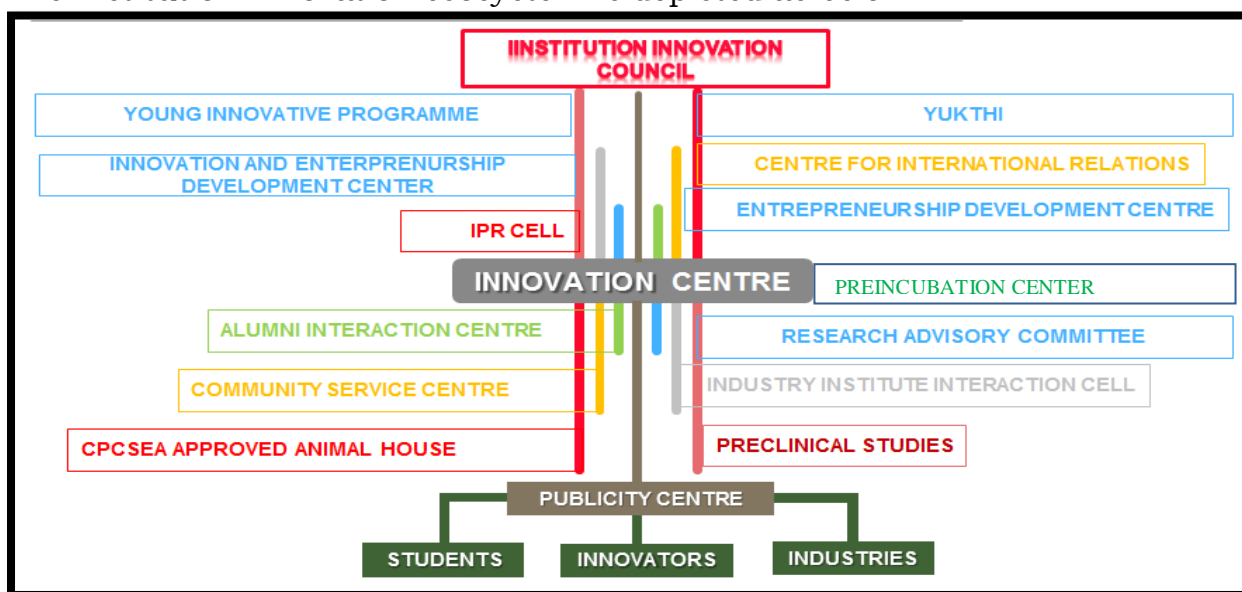 IINSTITUTION INNOVATION
COUNCIL
YOUNG INNOVATIVE PROGRAMME
YUKTHI
INNOVATION AND ENTERPRENURSHIP
DEVELOPMENT CENTER
CENTRE FOR INTERNATIONAL RELATIONS
ENTREPRENEURSHIP DEVELOPMENT CENTRE
IPR CELL
INNOVATION CENTRE
PREINCUBATION CENTER
ALUMNI INTERACTION CENTRE
RESEARCH ADVISORY COMMITTEE
COMMUNITY SERVICE CENTRE
INDUSTRY INSTITUTE INTERACTION CELL
CPCSEA APPROVED ANIMAL HOUSE
PRECLINICAL STUDIES
PUBLICITY CENTRE
STUDENTS
INNOVATORS
INDUSTRIES